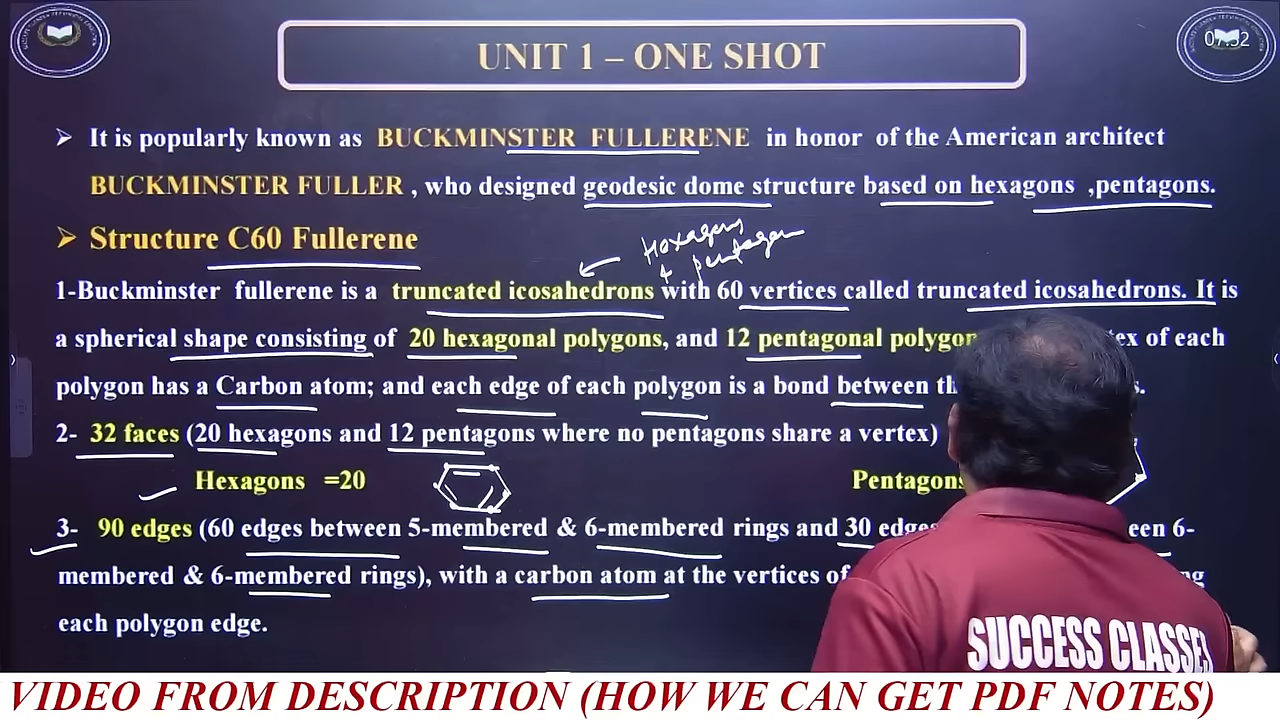 UNIT 1 – ONE SHOT
07:32
➢ It is popularly known as BUCKMINSTER FULLERENE in honor of the American architect
BUCKMINSTER FULLER , who designed geodesic dome structure based on hexagons ,pentagons.
➢ Structure C60 Fullerene
Hexagons
+ pentagon
1-Buckminster fullerene is a truncated icosahedrons with 60 vertices called truncated icosahedrons. It is
a spherical shape consisting of 20 hexagonal polygons, and 12 pentagonal polygon of each
polygon has a Carbon atom; and each edge of each polygon is a bond between
2- 32 faces (20 hexagons and 12 pentagons where no pentagons share a vertex)
Hexagons =20 Pentagons
3- 90 edges (60 edges between 5-membered & 6-membered rings and 30 6-
membered & 6-membered rings), with a carbon atom at the vertices of
each polygon edge.
SUCCESS CLASSES
VIDEO FROM DESCRIPTION (HOW WE CAN GET PDF NOTES)